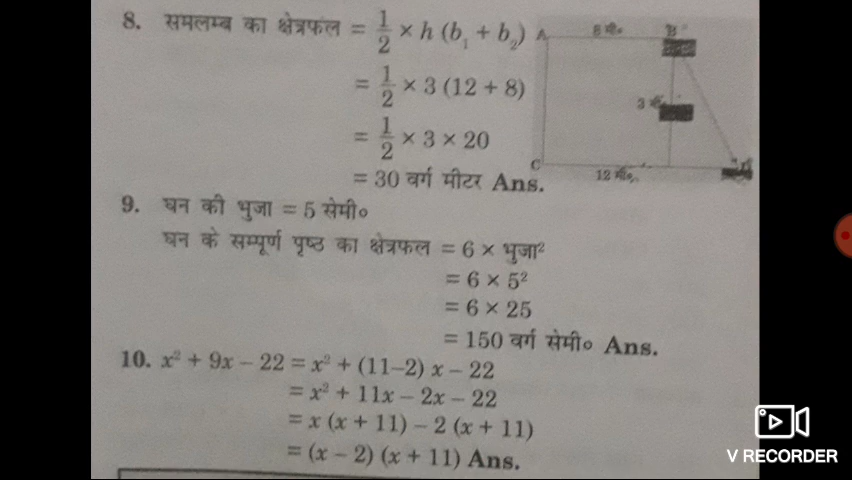 8. समलम्ब का क्षेत्रफल = 1/2 × h (b₁ + b₂)
= 1/2 × 3 (12 + 8)
= 1/2 × 3 × 20
= 30 वर्ग मीटर Ans.
A 8 मी० B
3 मी०
C 12 मी० D
9. घन की भुजा = 5 सेमी०
घन के सम्पूर्ण पृष्ठ का क्षेत्रफल = 6 × भुजा²
= 6 × 5²
= 6 × 25
= 150 वर्ग सेमी० Ans.
10. x² + 9x – 22 = x² + (11–2) x – 22
= x² + 11x – 2x – 22
= x (x + 11) – 2 (x + 11)
= (x – 2) (x + 11) Ans.
V RECORDER